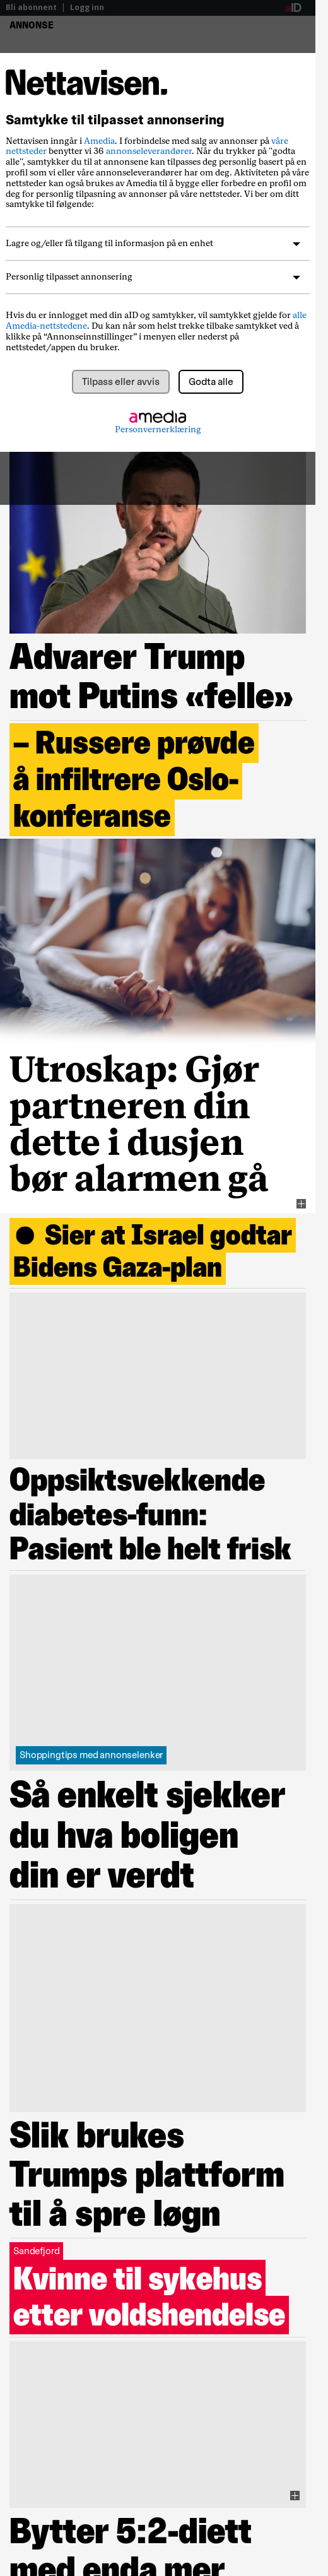 Bli abonnent | Logg inn
aID
ANNONSE
Nettavisen.
Samtykke til tilpasset annonsering
Nettavisen inngår i Amedia. I forbindelse med salg av annonser på våre
nettsteder benytter vi 36 annonseleverandører. Når du trykker på "godta
alle", samtykker du til at annonsene kan tilpasses deg personlig basert på en
profil som vi eller våre annonseleverandører har om deg. Aktiviteten på våre
nettsteder kan også brukes av Amedia til å bygge eller forbedre en profil om
deg for personlig tilpasning av annonser på våre nettsteder. Vi ber om ditt
samtykke til følgende:
Lagre og/eller få tilgang til informasjon på en enhet
Personlig tilpasset annonsering
Hvis du er innlogget med din aID og samtykker, vil samtykket gjelde for alle
Amedia-nettstedene. Du kan når som helst trekke tilbake samtykket ved å
klikke på “Annonseinnstillinger” i menyen eller nederst på
nettstedet/appen du bruker.
Tilpass eller avvis
Godta alle
amedia
Personvernerklæring
Advarer Trump
mot Putins «felle»
– Russere prøvde
å infiltrere Oslo-
konferanse
Utroskap: Gjør
partneren din
dette i dusjen
bør alarmen gå
● Sier at Israel godtar
Bidens Gaza-plan
Oppsiktsvekkende
diabetes-funn:
Pasient ble helt frisk
Shoppingtips med annonselenker
Så enkelt sjekker
du hva boligen
din er verdt
Slik brukes
Trumps plattform
til å spre løgn
Sandefjord
Kvinne til sykehus
etter voldshendelse
Bytter 5:2-diett
med enda mer